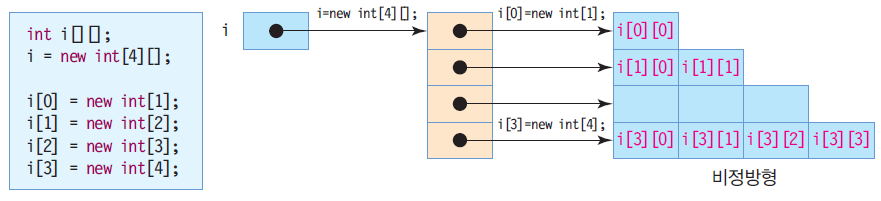 int i[][];
i = new int[4][];
i[0] = new int[1];
i[1] = new int[2];
i[2] = new int[3];
i[3] = new int[4];
i
i=new int[4][];
i[0]=new int[1];
i[0][0]
i[1][0] i[1][1]
i[3]=new int[4];
i[3][0] i[3][1] i[3][2] i[3][3]
비정방형